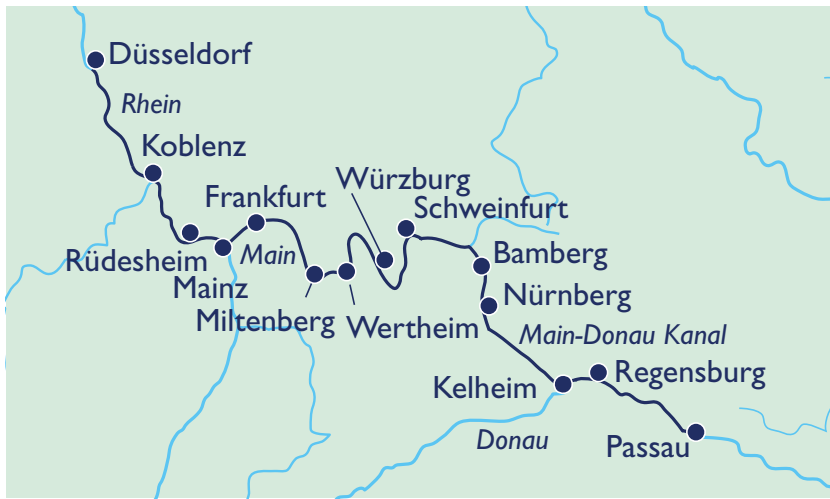 Düsseldorf
Rhein
Koblenz
Würzburg
Frankfurt
Schweinfurt
Rüdesheim
Main
Bamberg
Mainz
Nürnberg
Miltenberg
Wertheim
Main-Donau Kanal
Regensburg
Kelheim
Donau
Passau